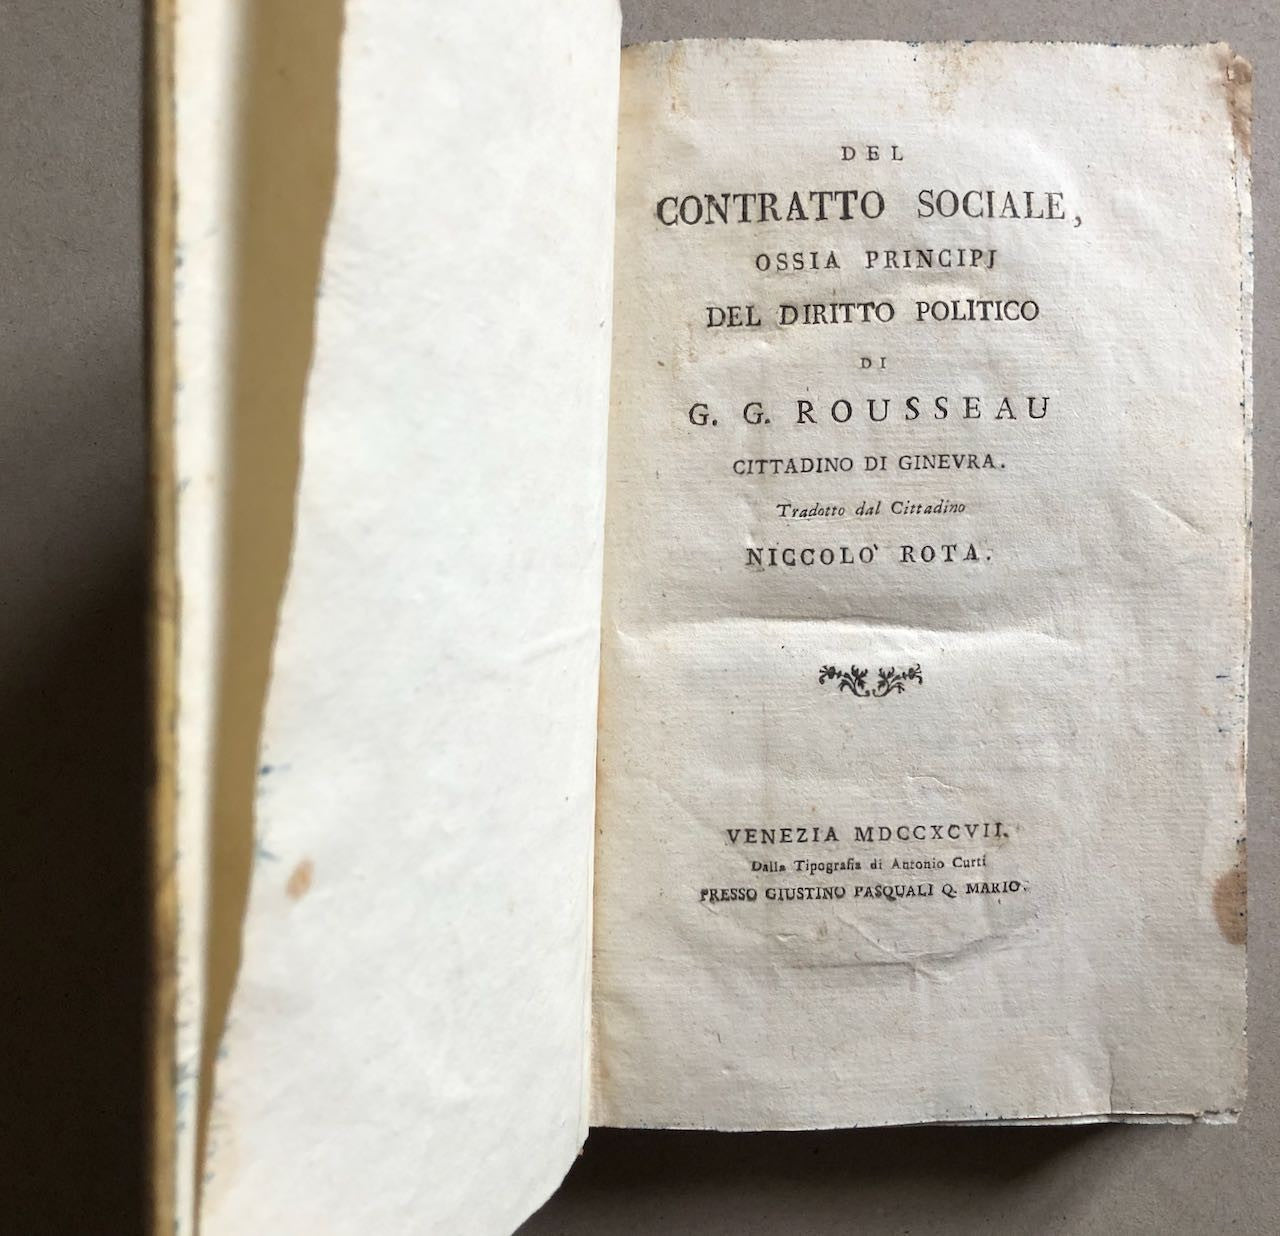 DEL
CONTRATTO SOCIALE,
OSSIA PRINCIPJ
DEL DIRITTO POLITICO
DI
G. G. ROUSSEAU
CITTADINO DI GINEVRA.
Tradotto dal Cittadino
NICCOLO' ROTA.
VENEZIA MDCCXCVII.
Dalla Tipografia di Antonio Curti
PRESSO GIUSTINO PASQUALI Q. MARIO.